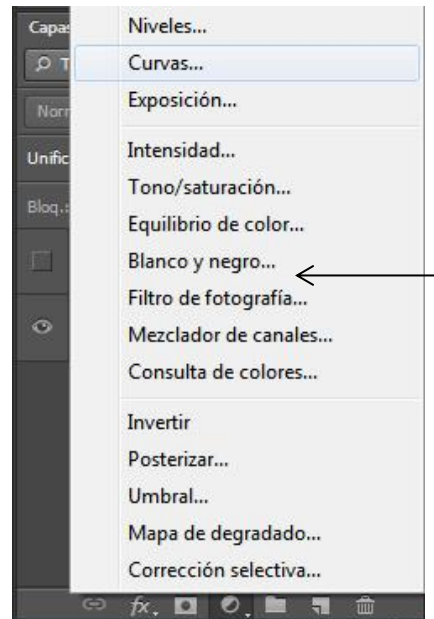 Capas
Niveles...
Curvas...
Exposición...
Unific
Intensidad...
Tono/saturación...
Bloq.:
Equilibrio de color...
Blanco y negro...
Filtro de fotografía...
Mezclador de canales...
Consulta de colores...
Invertir
Posterizar...
Umbral...
Mapa de degradado...
Corrección selectiva...
fx